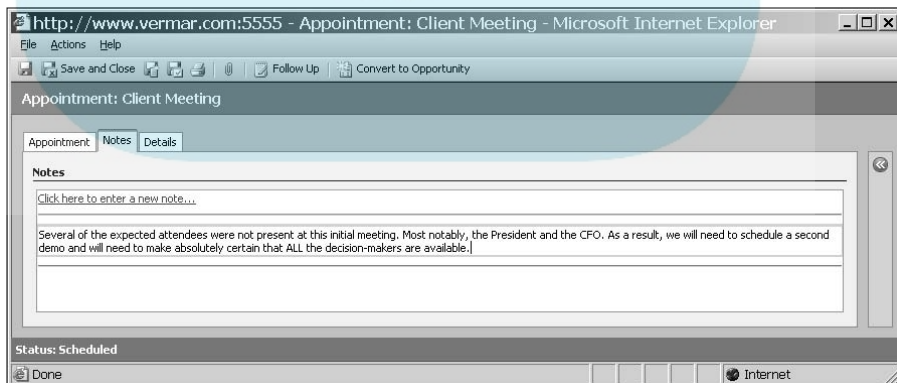 http://www.vermar.com:5555 - Appointment: Client Meeting - Microsoft Internet Explorer
File Actions Help
Save and Close Follow Up Convert to Opportunity
Appointment: Client Meeting
Appointment Notes Details
Notes
Click here to enter a new note...
Several of the expected attendees were not present at this initial meeting. Most notably, the President and the CFO. As a result, we will need to schedule a second
demo and will need to make absolutely certain that ALL the decision-makers are available.
Status: Scheduled
Done Internet